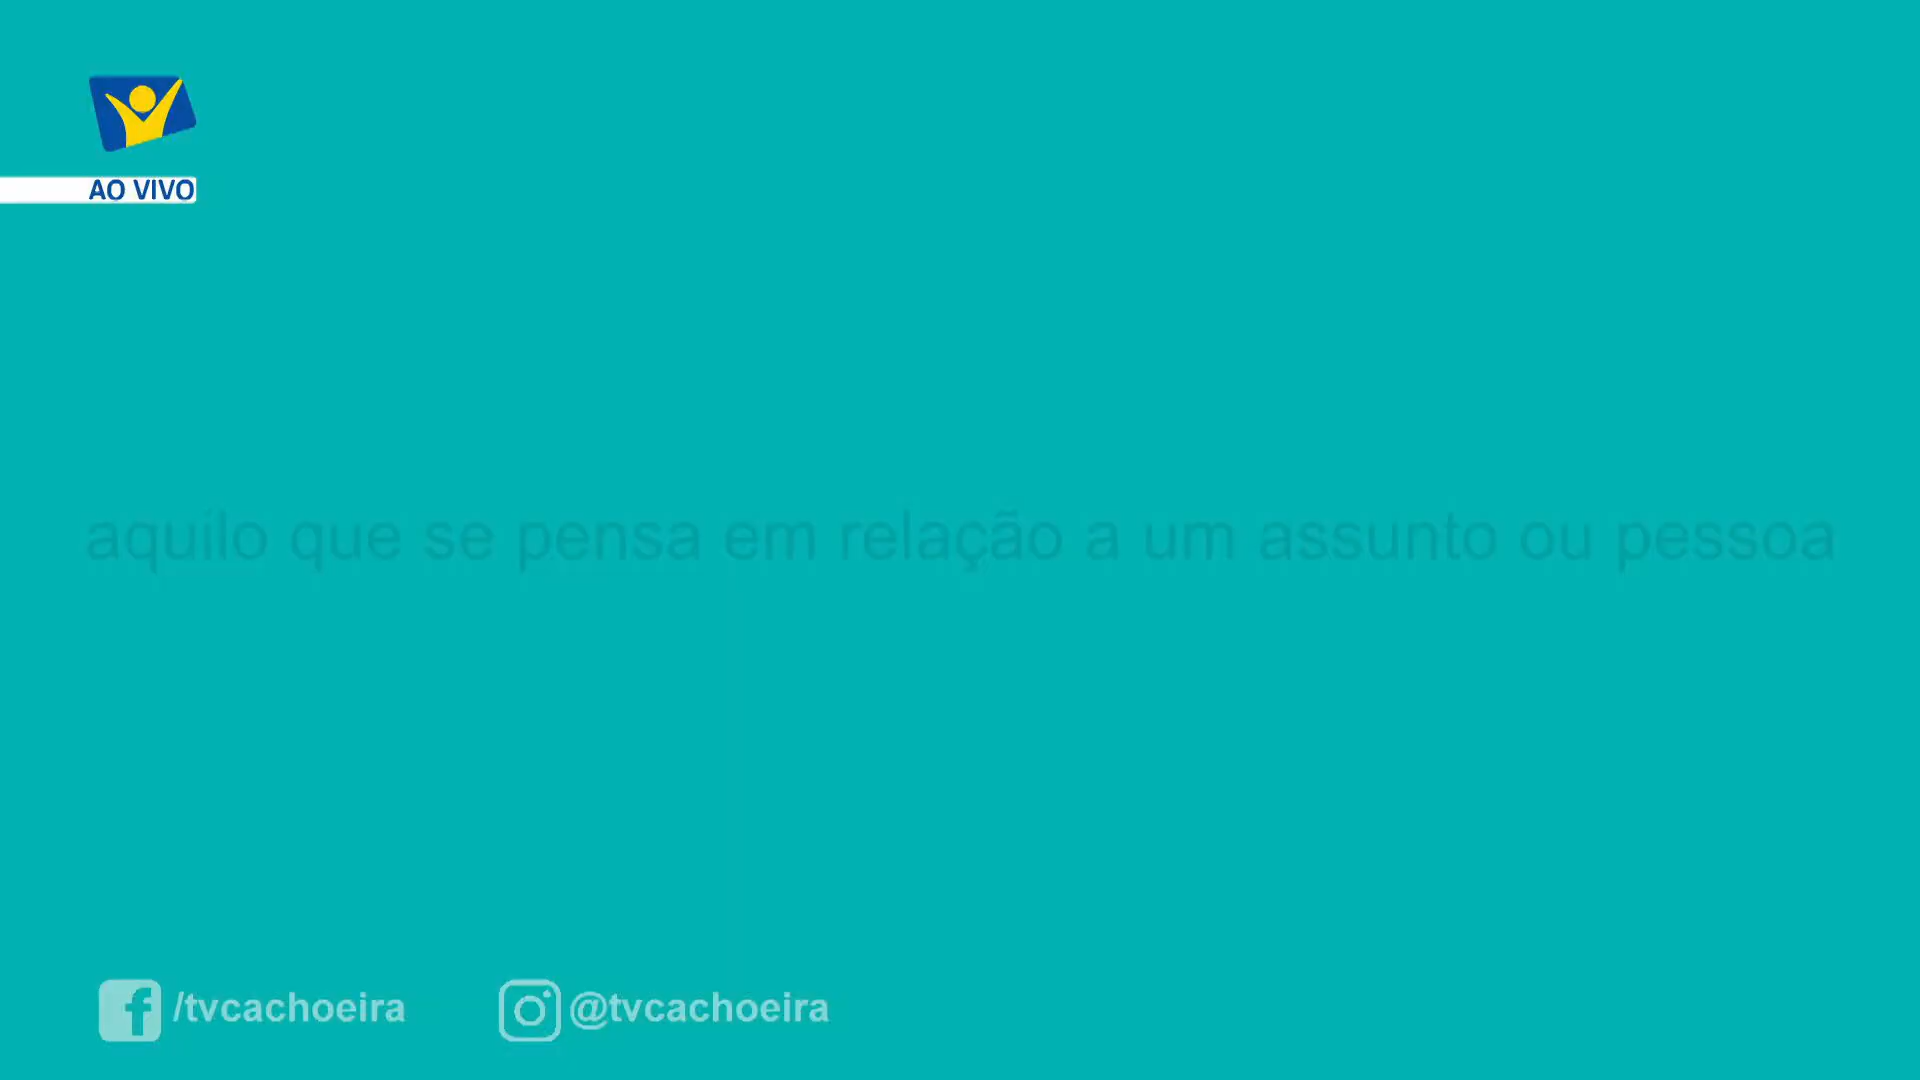 AO VIVO
aquilo que se pensa em relação a um assunto ou pessoa
/tvcachoeira @tvcachoeira